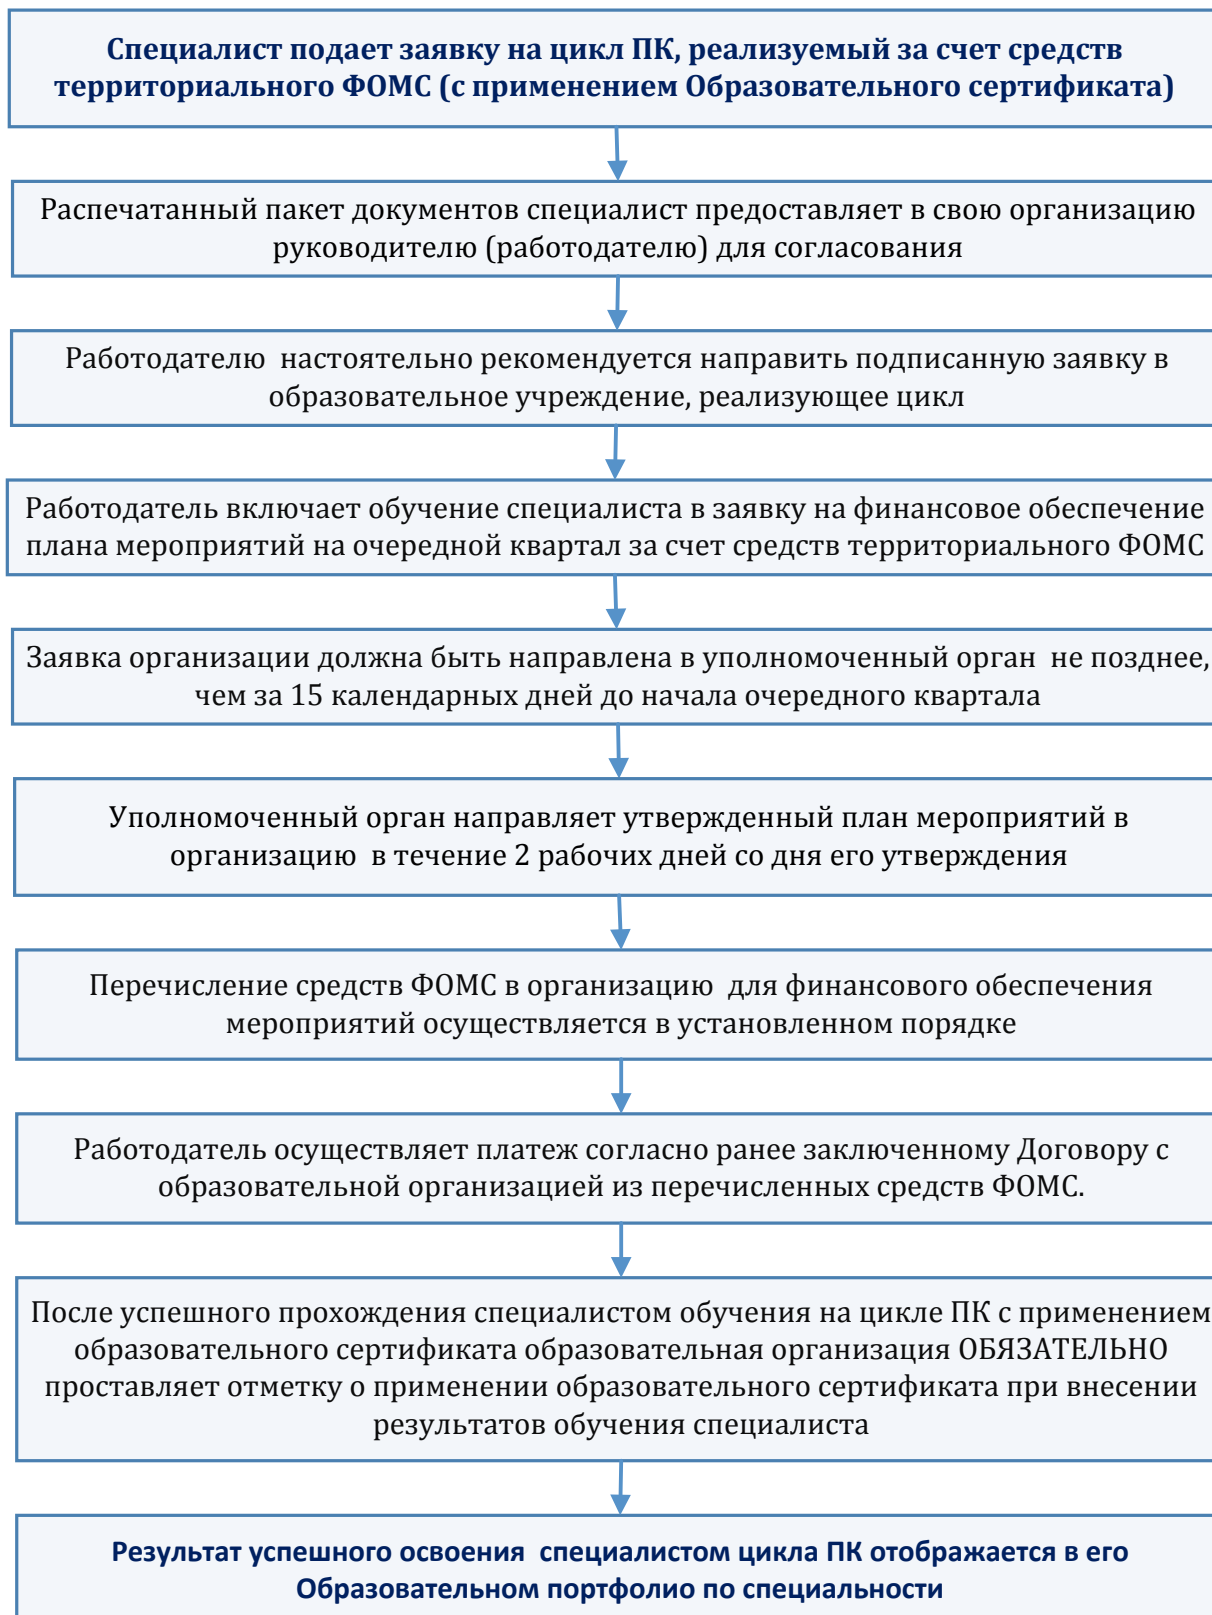 Специалист подает заявку на цикл ПК, реализуемый за счет средств
территориального ФОМС (с применением Образовательного сертификата)
Распечатанный пакет документов специалист предоставляет в свою организацию
руководителю (работодателю) для согласования
Работодателю настоятельно рекомендуется направить подписанную заявку в
образовательное учреждение, реализующее цикл
Работодатель включает обучение специалиста в заявку на финансовое обеспечение
плана мероприятий на очередной квартал за счет средств территориального ФОМС
Заявка организации должна быть направлена в уполномоченный орган не позднее,
чем за 15 календарных дней до начала очередного квартала
Уполномоченный орган направляет утвержденный план мероприятий в
организацию в течение 2 рабочих дней со дня его утверждения
Перечисление средств ФОМС в организацию для финансового обеспечения
мероприятий осуществляется в установленном порядке
Работодатель осуществляет платеж согласно ранее заключенному Договору с
образовательной организацией из перечисленных средств ФОМС.
После успешного прохождения специалистом обучения на цикле ПК с применением
образовательного сертификата образовательная организация ОБЯЗАТЕЛЬНО
проставляет отметку о применении образовательного сертификата при внесении
результатов обучения специалиста
Результат успешного освоения специалистом цикла ПК отображается в его
Образовательном портфолио по специальности